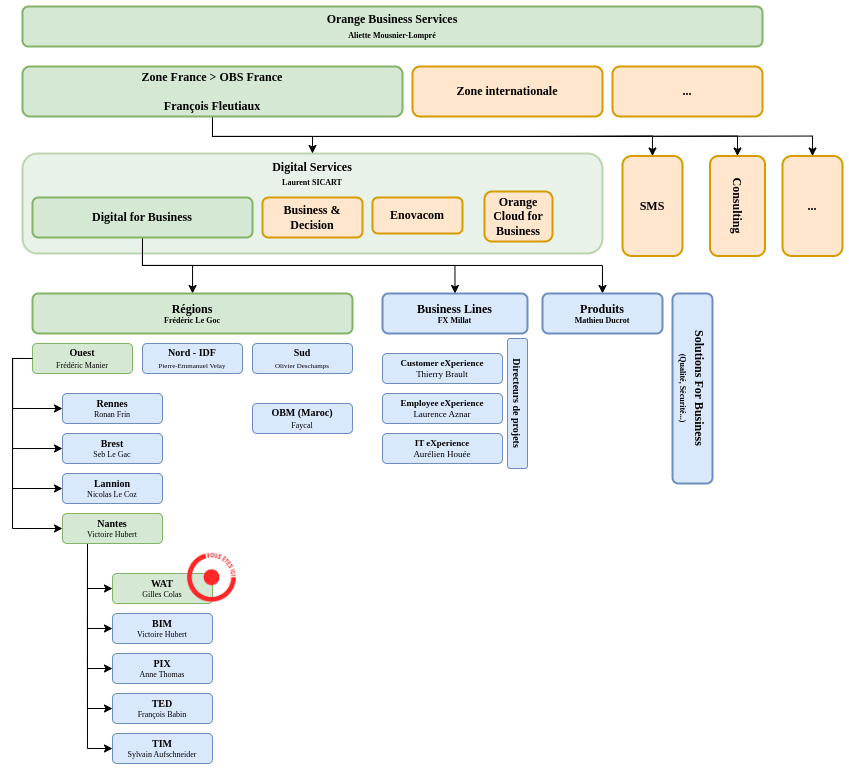 Orange Business Services
Aliette Mousnier-Lompré
Zone France > OBS France
François Fleutiaux
Zone internationale
...
Digital Services
Laurent SICART
Digital for Business
Business &
Decision
Enovacom
Orange
Cloud for
Business
SMS
Consulting
...
Régions
Frédéric Le Goc
Business Lines
FX Millat
Produits
Mathieu Ducrot
Solutions For Business
(Qualité, Sécurité...)
Ouest
Frédéric Manier
Nord - IDF
Pierre-Emmanuel Velay
Sud
Olivier Deschamps
OBM (Maroc)
Faycal
Customer eXperience
Thierry Brault
Employee eXperience
Laurence Aznar
IT eXperience
Aurélien Houée
Directeurs de projets
Rennes
Ronan Frin
Brest
Seb Le Gac
Lannion
Nicolas Le Coz
Nantes
Victoire Hubert
VOUS ÊTES ICI
WAT
Gilles Colas
BIM
Victoire Hubert
PIX
Anne Thomas
TED
François Babin
TIM
Sylvain Aufschneider